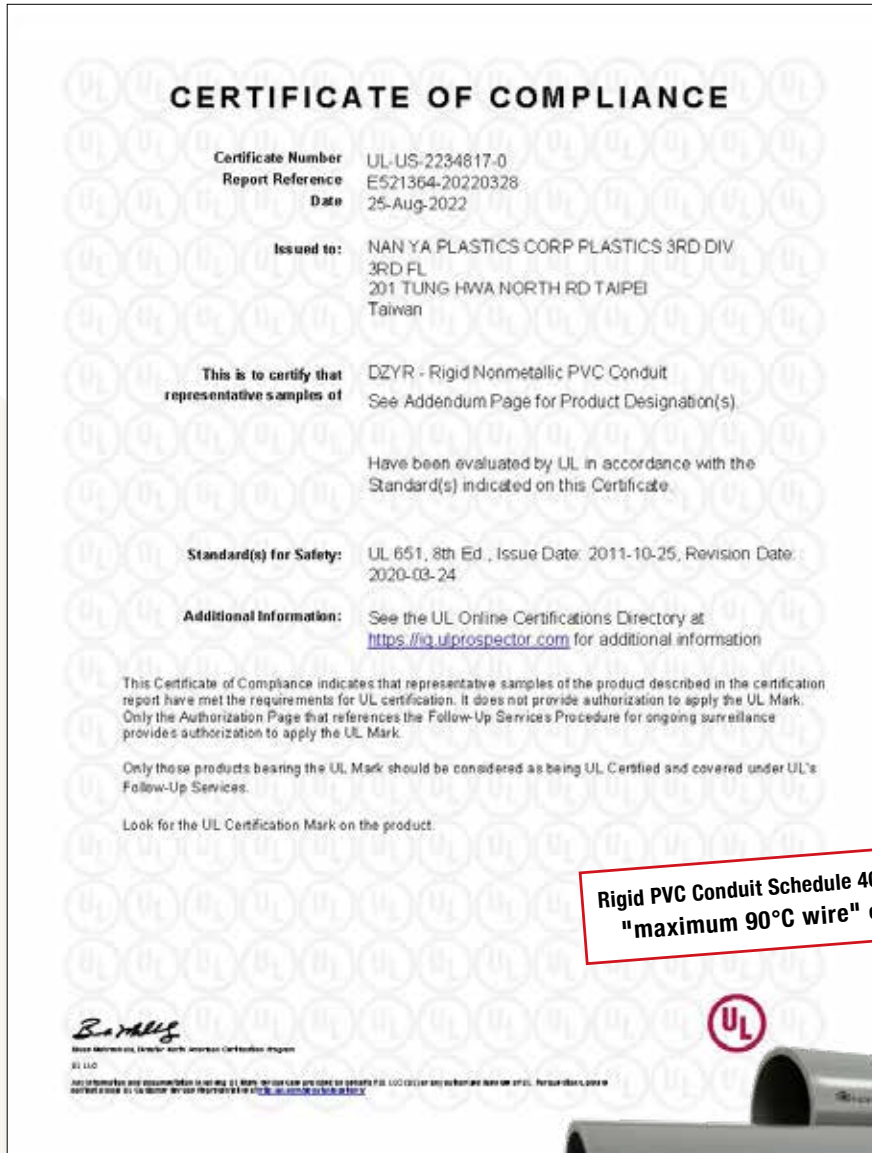 CERTIFICATE OF COMPLIANCE
Certificate Number UL-US-2234817-0
Report Reference E521364-20220328
Date 25-Aug-2022
Issued to: NAN YA PLASTICS CORP PLASTICS 3RD DIV
3RD FL
201 TUNG HWA NORTH RD TAIPEI
Taiwan
This is to certify that DZYR - Rigid Nonmetallic PVC Conduit
representative samples of See Addendum Page for Product Designation(s).
Have been evaluated by UL in accordance with the
Standard(s) indicated on this Certificate.
Standard(s) for Safety: UL 651, 8th Ed., Issue Date: 2011-10-25, Revision Date:
2020-03-24
Additional Information: See the UL Online Certifications Directory at
https://iq.ulprospector.com for additional information
This Certificate of Compliance indicates that representative samples of the product described in the certification
report have met the requirements for UL certification. It does not provide authorization to apply the UL Mark.
Only the Authorization Page that references the Follow-Up Services Procedure for ongoing surveillance
provides authorization to apply the UL Mark.
Only those products bearing the UL Mark should be considered as being UL Certified and covered under UL's
Follow-Up Services.
Look for the UL Certification Mark on the product.
Rigid PVC Conduit Schedule 40
"maximum 90°C wire"
UL